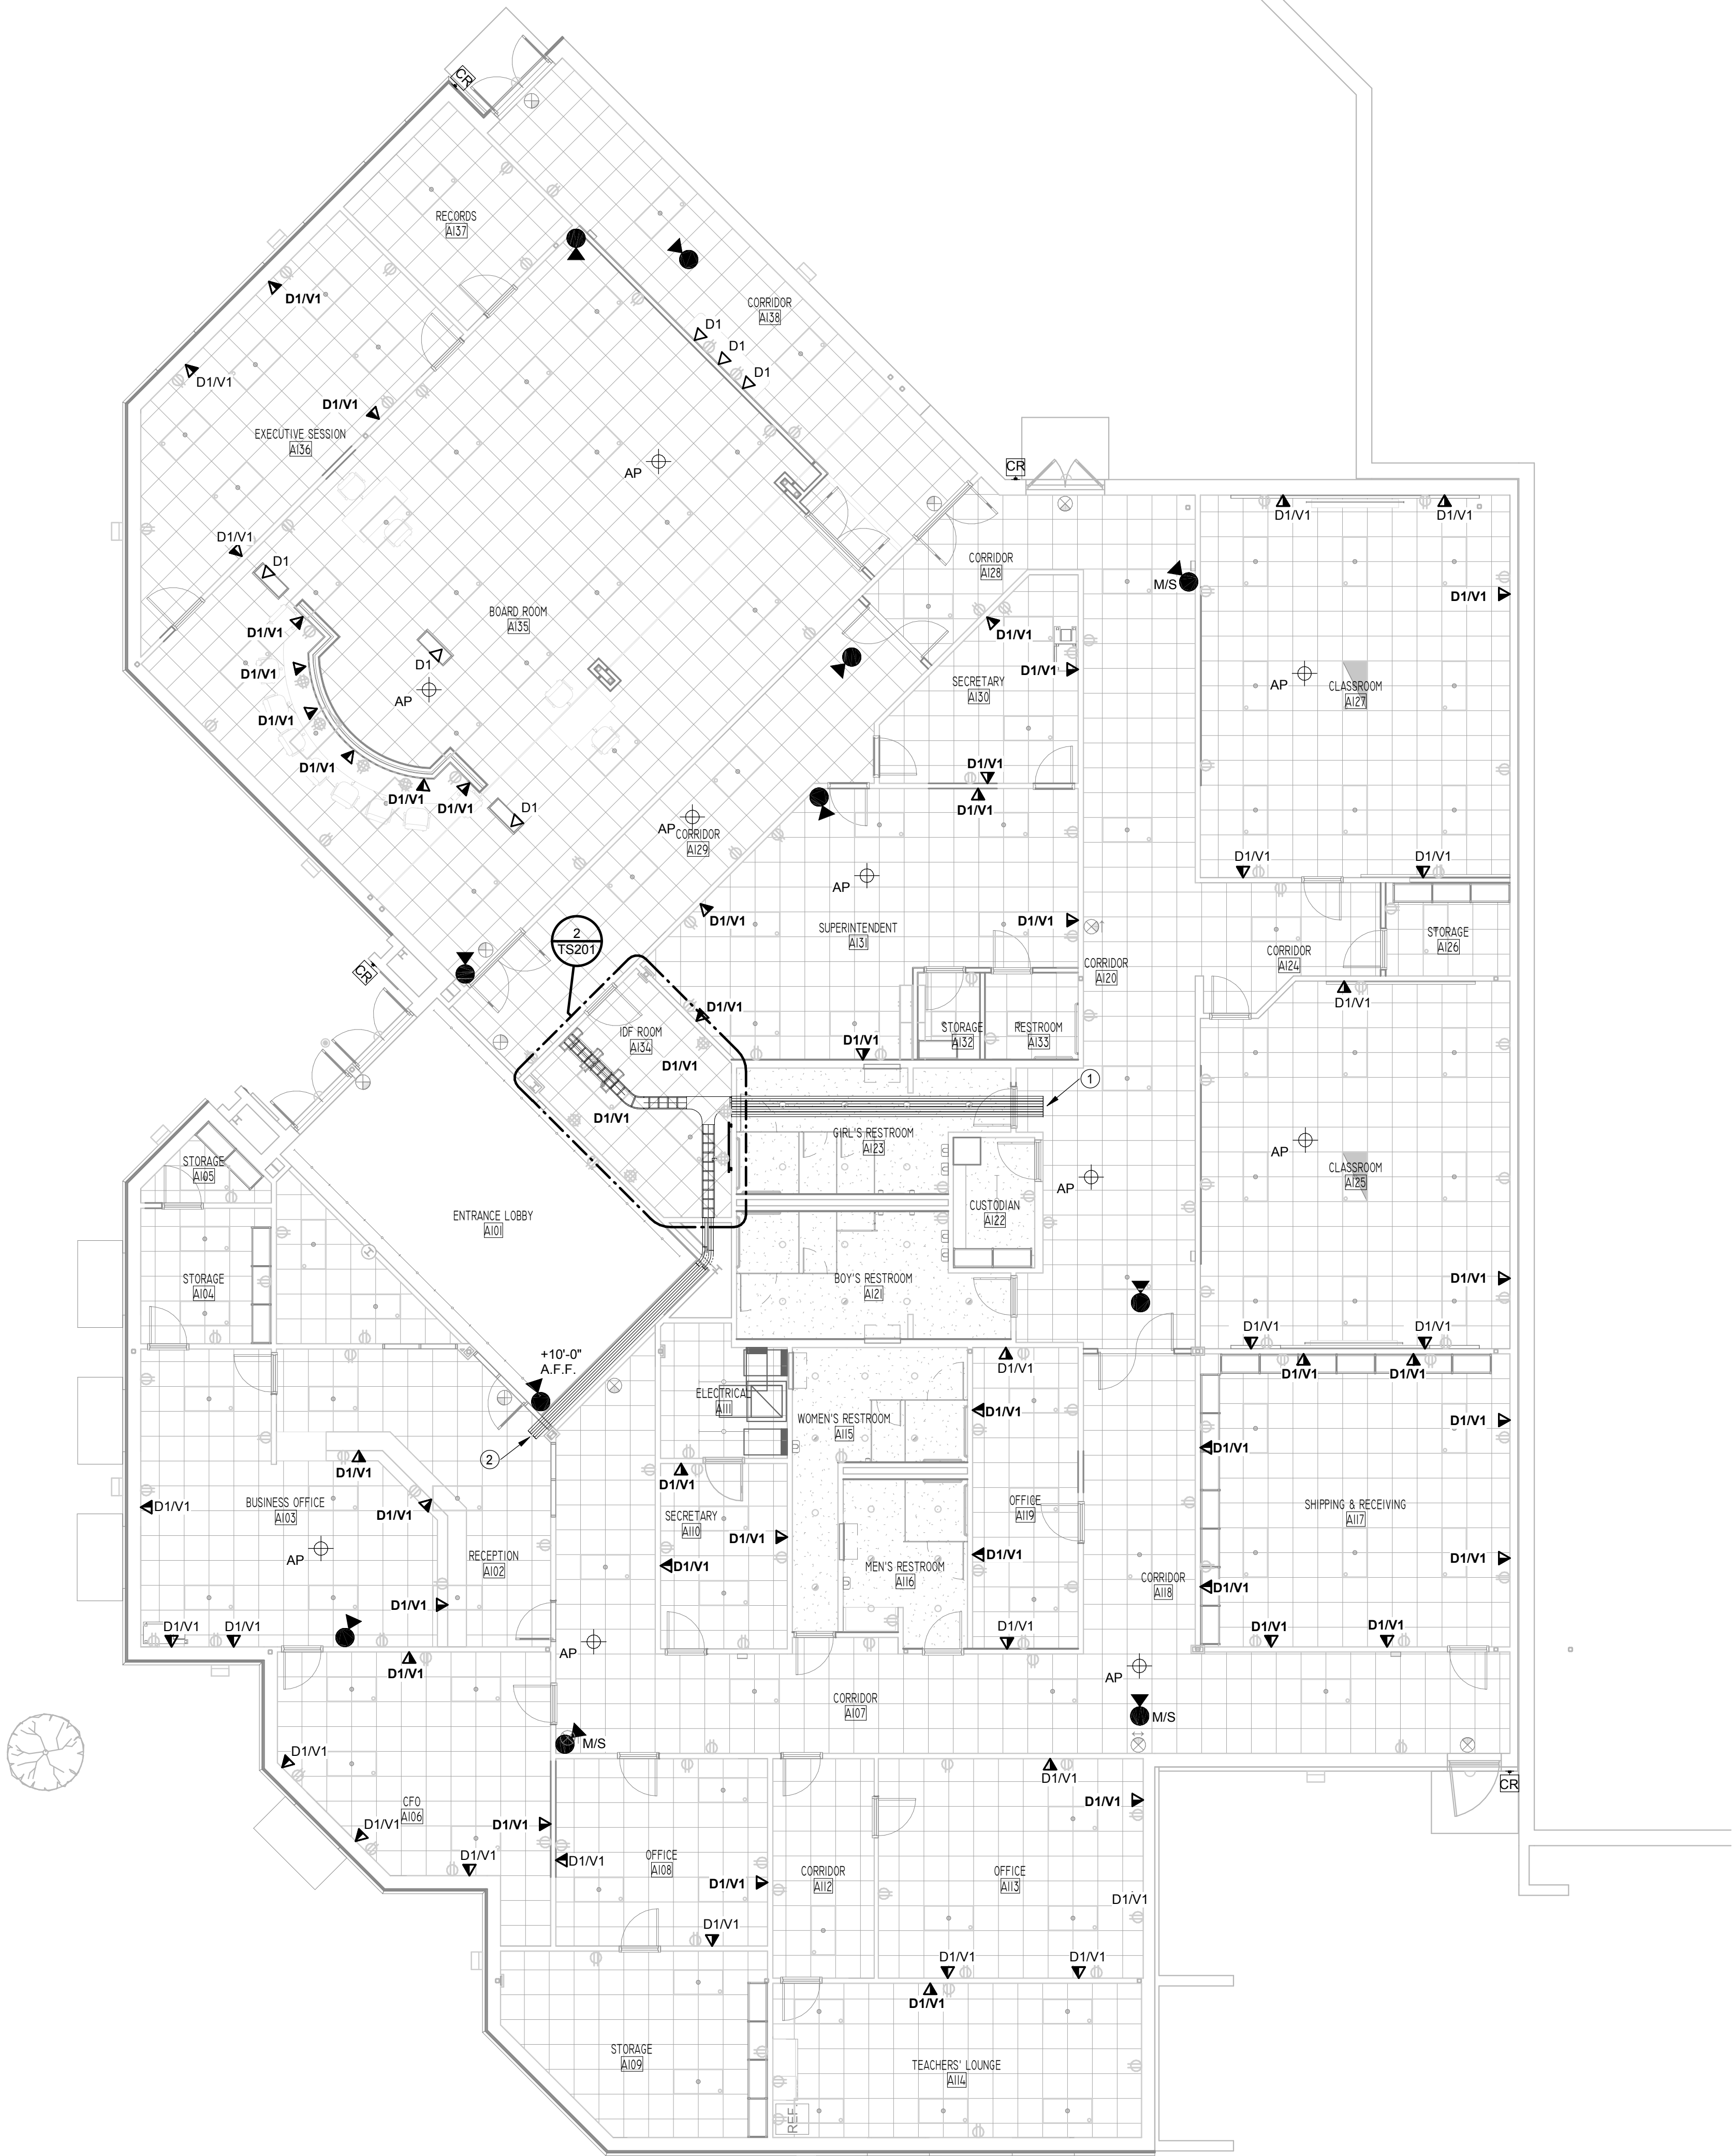 CR
RECORDS
A137
D1/V1
CORRIDOR
A138
D1
D1
D1
D1/V1
D1/V1
EXECUTIVE SESSION
A136
AP
CR
D1/V1
D1/V1
D1/V1
D1
CORRIDOR
A128
M/S
D1/V1
BOARD ROOM
A135
D1/V1
D1/V1
D1
D1/V1
D1/V1
SECRETARY
A130
AP
CLASSROOM
A127
AP
D1/V1
D1/V1
D1/V1
D1/V1
D1/V1
D1
D1/V1
AP
CORRIDOR
A129
AP
D1/V1
D1/V1
D1/V1
D1/V1
SUPERINTENDENT
A131
2
TS201
STORAGE
A126
CORRIDOR
A124
CORRIDOR
A120
CR
D1/V1
D1/V1
IDF ROOM
A134
STORAGE
A132
RESTROOM
A133
D1/V1
D1/V1
D1/V1
1
GIRL'S RESTROOM
A123
AP
CLASSROOM
A125
STORAGE
A105
AP
ENTRANCE LOBBY
A101
CUSTODIAN
A122
STORAGE
A104
BOY'S RESTROOM
A121
D1/V1
D1/V1
D1/V1
+10'-0"
A.F.F.
D1/V1
D1/V1
D1/V1
ELECTRICAL
A111
WOMEN'S RESTROOM
A115
D1/V1
D1/V1
D1/V1
2
D1/V1
D1/V1
D1/V1
BUSINESS OFFICE
A103
D1/V1
SECRETARY
A110
D1/V1
OFFICE
A119
SHIPPING & RECEIVING
A117
AP
RECEPTION
A102
D1/V1
MEN'S RESTROOM
A116
D1/V1
D1/V1
CORRIDOR
A118
D1/V1
D1/V1
D1/V1
D1/V1
D1/V1
D1/V1
D1/V1
AP
D1/V1
AP
CORRIDOR
A107
M/S
M/S
D1/V1
D1/V1
CR
CFO
A106
D1/V1
D1/V1
D1/V1
D1/V1
D1/V1
OFFICE
A108
D1/V1
CORRIDOR
A112
OFFICE
A113
D1/V1
D1/V1
D1/V1
D1/V1
D1/V1
STORAGE
A109
TEACHERS' LOUNGE
A114
REF.